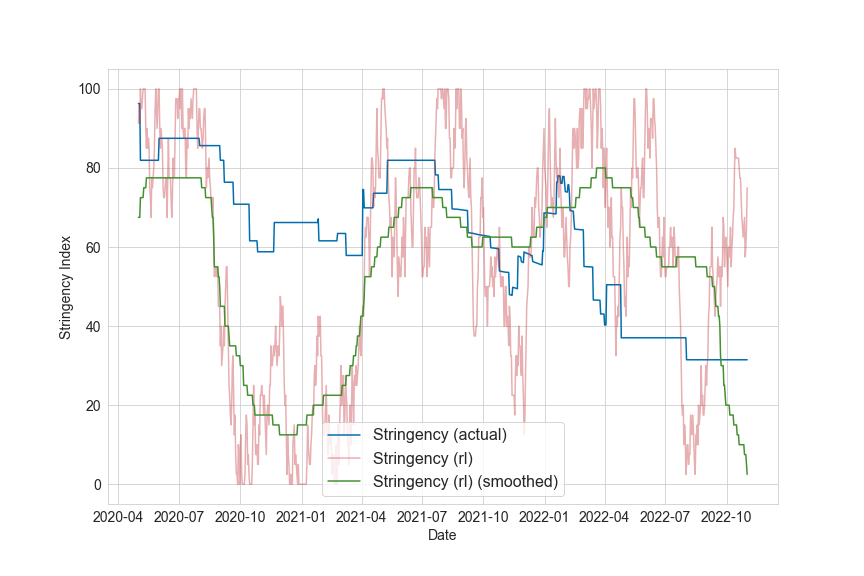 100
80
60
40
20
0
Stringency Index
Stringency (actual)
Stringency (rl)
Stringency (rl) (smoothed)
2020-04 2020-07 2020-10 2021-01 2021-04 2021-07 2021-10 2022-01 2022-04 2022-07 2022-10
Date